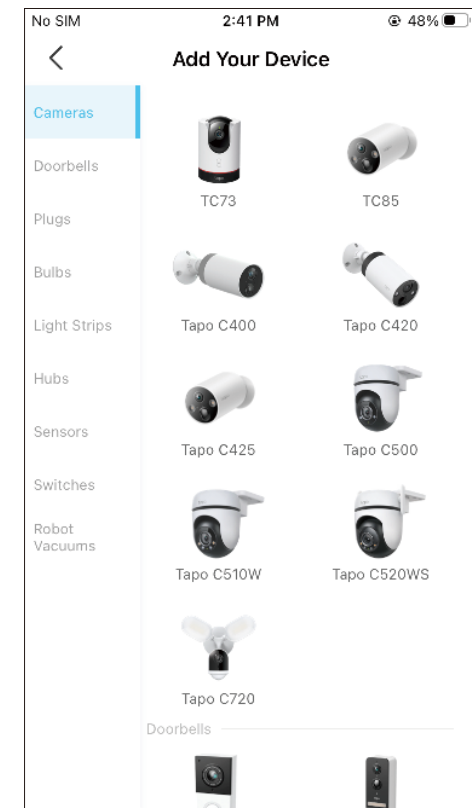 No SIM 2:41 PM 48%
Add Your Device
Cameras
Doorbells
Plugs
Bulbs
Light Strips
Hubs
Sensors
Switches
Robot
Vacuums
TC73 TC85
Tapo C400 Tapo C420
Tapo C425 Tapo C500
Tapo C510W Tapo C520WS
Tapo C720
Doorbells